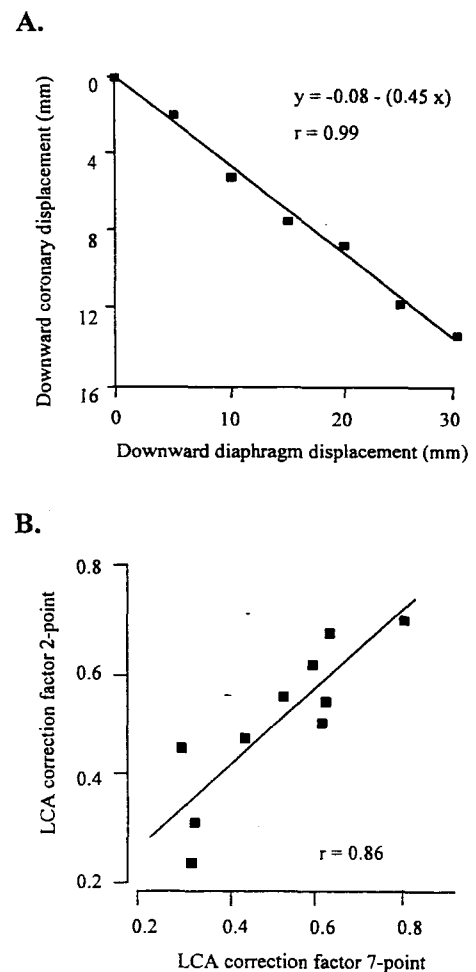 A.
Downward coronary displacement (mm)
0
4
8
12
16
y = -0.08 - (0.45 x)
r = 0.99
0
10
20
30
Downward diaphragm displacement (mm)
B.
LCA correction factor 2-point
0.8
0.6
0.4
0.2
r = 0.86
0.2
0.4
0.6
0.8
LCA correction factor 7-point